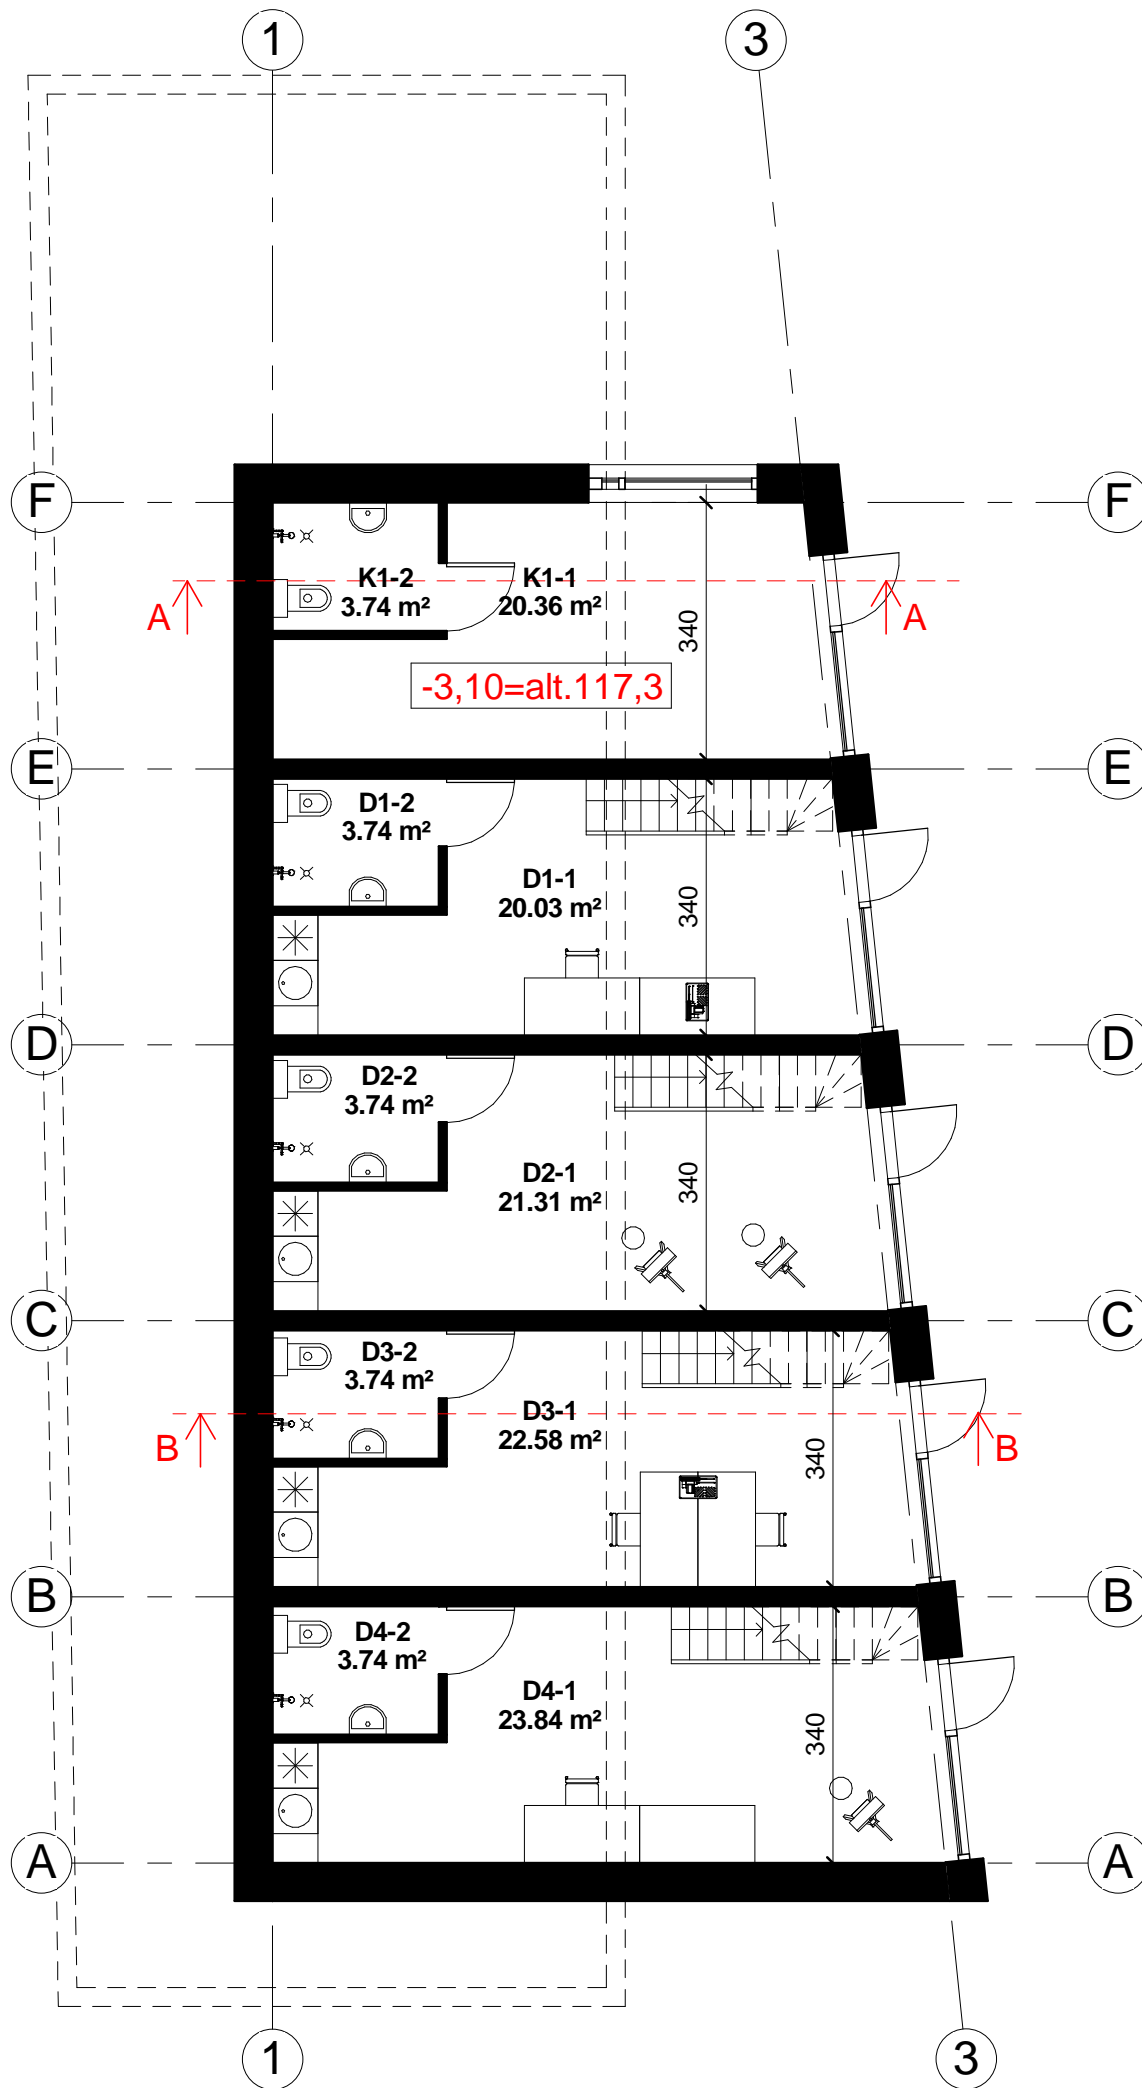 1
3
F
F
K1-2
3.74 m²
K1-1
20.36 m²
A
A
340
-3,10=alt.117,3
E
E
D1-2
3.74 m²
D1-1
20.03 m²
340
D
D
D2-2
3.74 m²
D2-1
21.31 m²
340
C
C
D3-2
3.74 m²
D3-1
22.58 m²
B
B
340
B
B
D4-2
3.74 m²
D4-1
23.84 m²
340
A
A
1
3